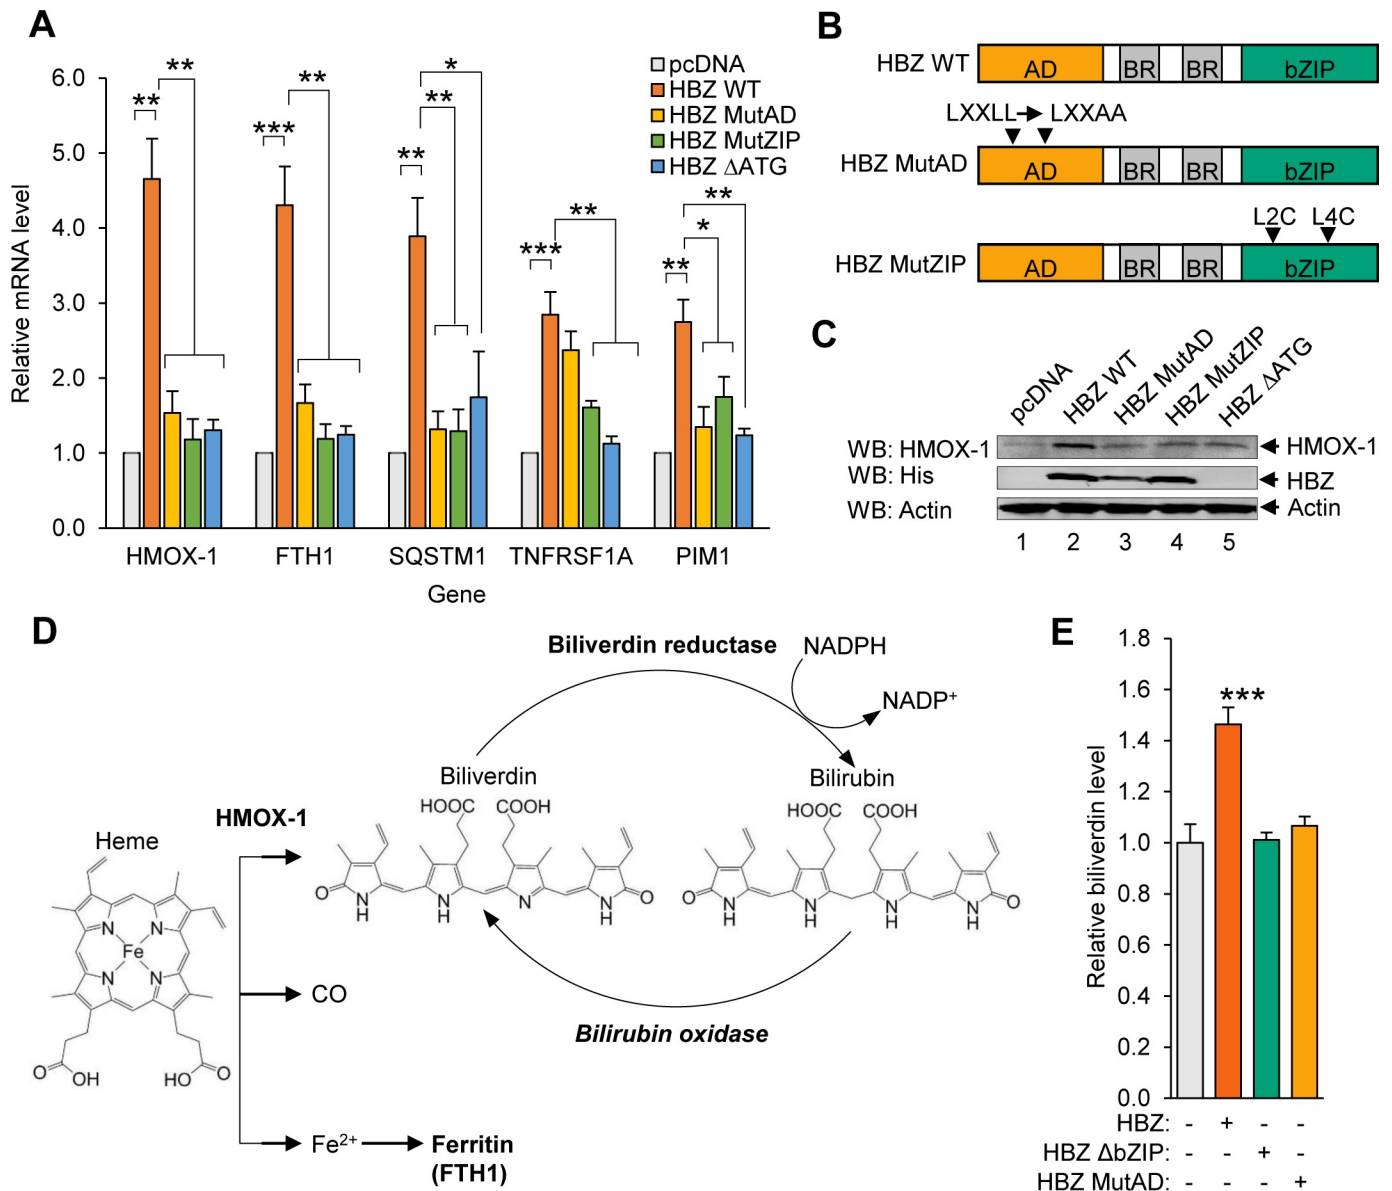 A
6.0
5.0
4.0
3.0
2.0
1.0
0.0
Relative mRNA level
**
**
***
**
**
**
*
***
**
**
*
**
pcDNA
HBZ WT
HBZ MutAD
HBZ MutZIP
HBZ ΔATG
HMOX-1 FTH1 SQSTM1 TNFRSF1A PIM1
Gene
B
HBZ WT AD BR BR bZIP
LXXLL LXXAA
HBZ MutAD AD BR BR bZIP
L2C L4C
HBZ MutZIP AD BR BR bZIP
C
pcDNA HBZ WT HBZ MutAD HBZ MutZIP HBZ ΔATG
WB: HMOX-1 HMOX-1
WB: His HBZ
WB: Actin Actin
1 2 3 4 5
D
Biliverdin reductase NADPH
NADP+
Biliverdin Bilirubin
HOOC COOH HOOC COOH
HMOX-1
Heme
O N H N H N N H O
O N H N H N H N H O
N N
Fe
N N
O OH HO O
CO
Bilirubin oxidase
Fe2+ Ferritin
(FTH1)
E
1.8
1.6
1.4
1.2
1.0
0.8
0.6
0.4
0.2
0.0
Relative biliverdin level
***
HBZ: - + - -
HBZ ΔbZIP: - - + -
HBZ MutAD: - - - +